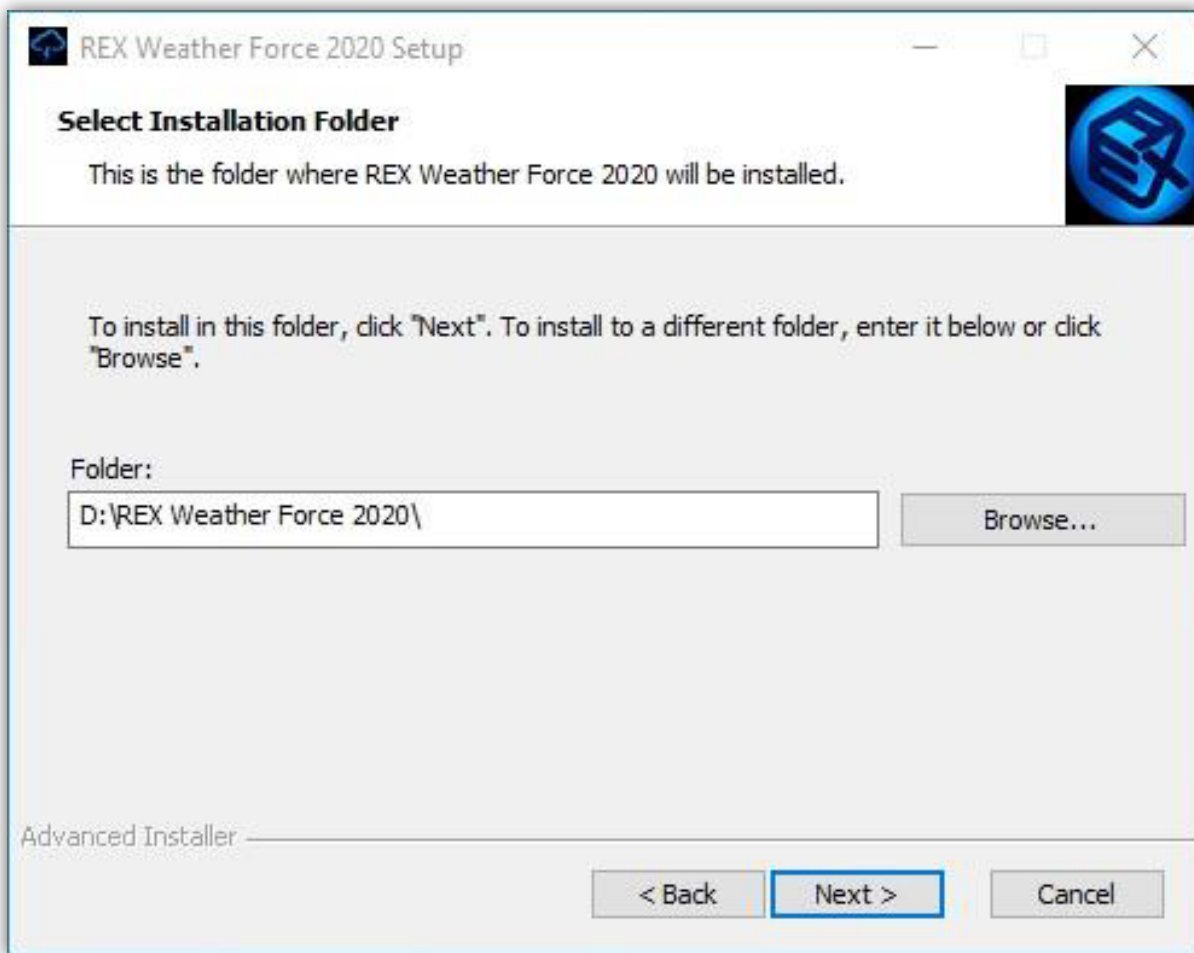 REX Weather Force 2020 Setup
Select Installation Folder
This is the folder where REX Weather Force 2020 will be installed.
REX
To install in this folder, click "Next". To install to a different folder, enter it below or click
"Browse".
Folder:
D:\REX Weather Force 2020\
Browse...
Advanced Installer
< Back
Next >
Cancel